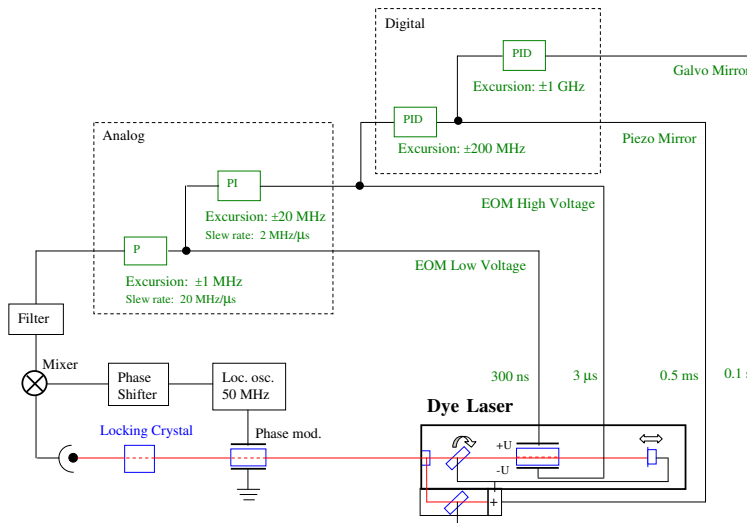 Digital
PID
Galvo Mirror
Excursion: ±1 GHz
PID
Analog
Piezo Mirror
Excursion: ±200 MHz
PI
EOM High Voltage
Excursion: ±20 MHz
Slew rate: 2 MHz/µs
P
EOM Low Voltage
Excursion: ±1 MHz
Slew rate: 20 MHz/µs
Filter
Mixer
Phase
Shifter
Loc. osc.
50 MHz
300 ns
3 µs
0.5 ms
0.1 s
Dye Laser
Locking Crystal
Phase mod.
+U
-U
+